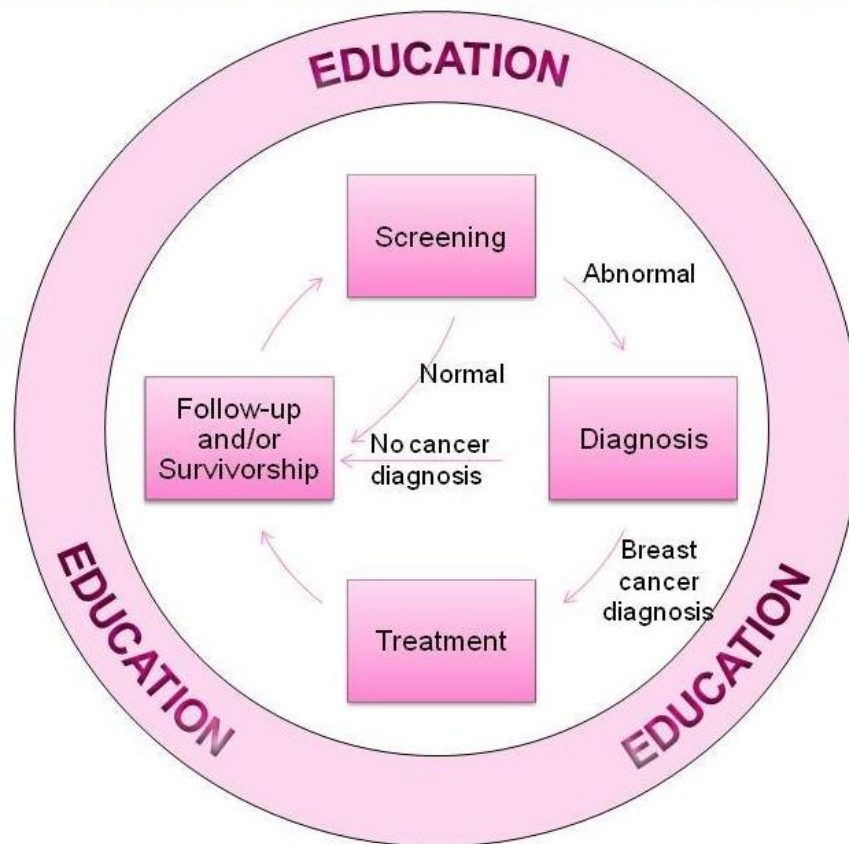 EDUCATION
Screening
Abnormal
Normal
Follow-up
and/or
Survivorship
No cancer
diagnosis
Diagnosis
Breast
cancer
diagnosis
Treatment
EDUCATION
EDUCATION